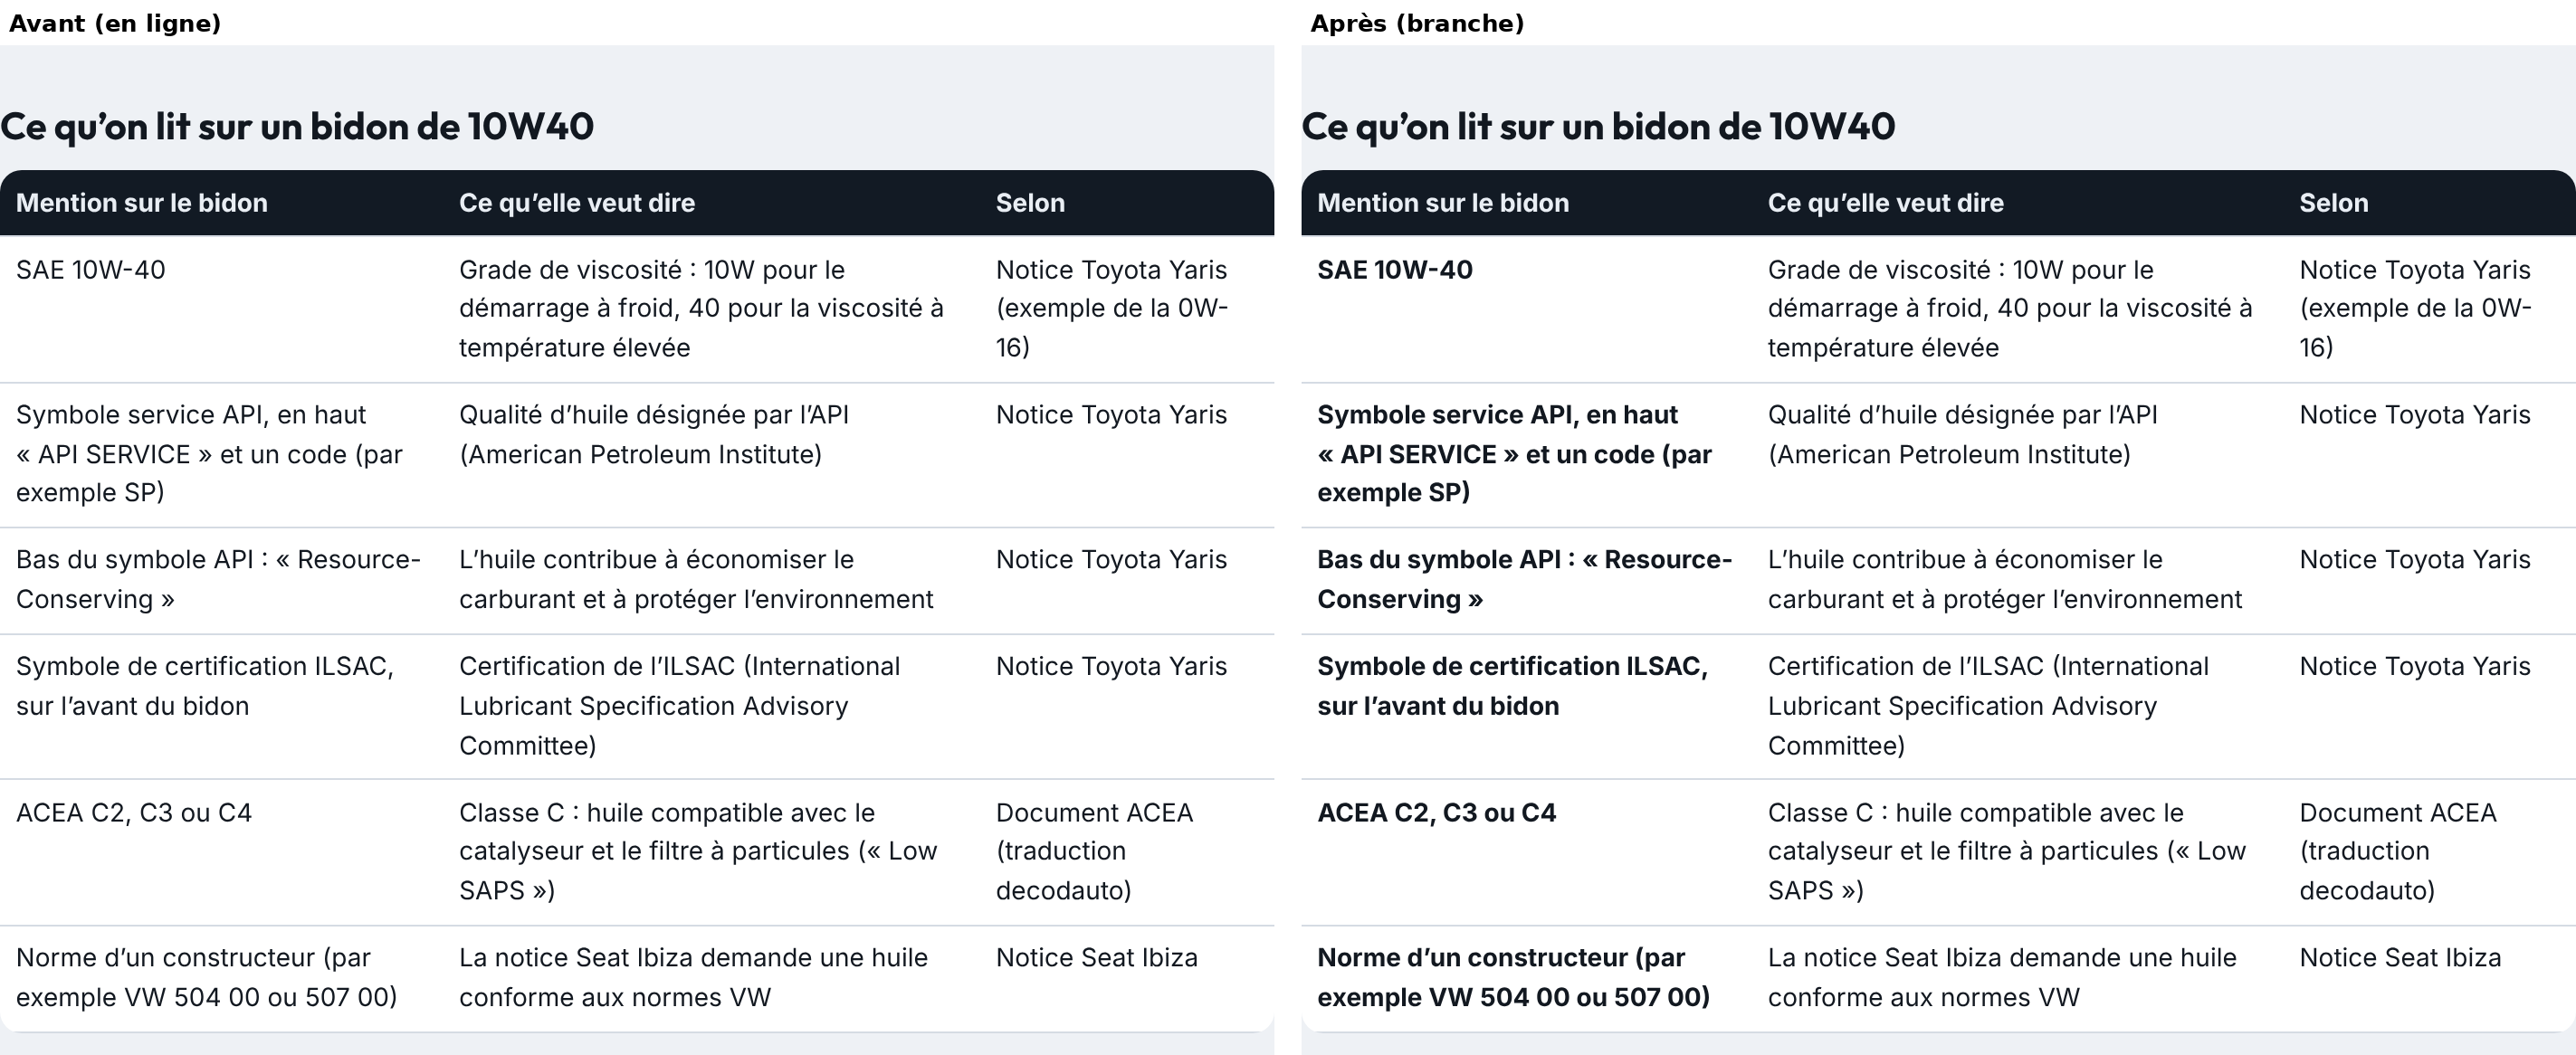 Avant (en ligne)
Ce qu’on lit sur un bidon de 10W40
Mention sur le bidon
Ce qu’elle veut dire
Selon
SAE 10W-40
Grade de viscosité : 10W pour le
démarrage à froid, 40 pour la viscosité à
température élevée
Notice Toyota Yaris
(exemple de la 0W-
16)
Symbole service API, en haut
« API SERVICE » et un code (par
exemple SP)
Qualité d’huile désignée par l’API
(American Petroleum Institute)
Notice Toyota Yaris
Bas du symbole API : « Resource-
Conserving »
L’huile contribue à économiser le
carburant et à protéger l’environnement
Notice Toyota Yaris
Symbole de certification ILSAC,
sur l’avant du bidon
Certification de l’ILSAC (International
Lubricant Specification Advisory
Committee)
Notice Toyota Yaris
ACEA C2, C3 ou C4
Classe C : huile compatible avec le
catalyseur et le filtre à particules (« Low
SAPS »)
Document ACEA
(traduction
decodauto)
Norme d’un constructeur (par
exemple VW 504 00 ou 507 00)
La notice Seat Ibiza demande une huile
conforme aux normes VW
Notice Seat Ibiza
Après (branche)
Ce qu’on lit sur un bidon de 10W40
Mention sur le bidon
Ce qu’elle veut dire
Selon
SAE 10W-40
Grade de viscosité : 10W pour le
démarrage à froid, 40 pour la viscosité à
température élevée
Notice Toyota Yaris
(exemple de la 0W-
16)
Symbole service API, en haut
« API SERVICE » et un code (par
exemple SP)
Qualité d’huile désignée par l’API
(American Petroleum Institute)
Notice Toyota Yaris
Bas du symbole API : « Resource-
Conserving »
L’huile contribue à économiser le
carburant et à protéger l’environnement
Notice Toyota Yaris
Symbole de certification ILSAC,
sur l’avant du bidon
Certification de l’ILSAC (International
Lubricant Specification Advisory
Committee)
Notice Toyota Yaris
ACEA C2, C3 ou C4
Classe C : huile compatible avec le
catalyseur et le filtre à particules (« Low
SAPS »)
Document ACEA
(traduction
decodauto)
Norme d’un constructeur (par
exemple VW 504 00 ou 507 00)
La notice Seat Ibiza demande une huile
conforme aux normes VW
Notice Seat Ibiza